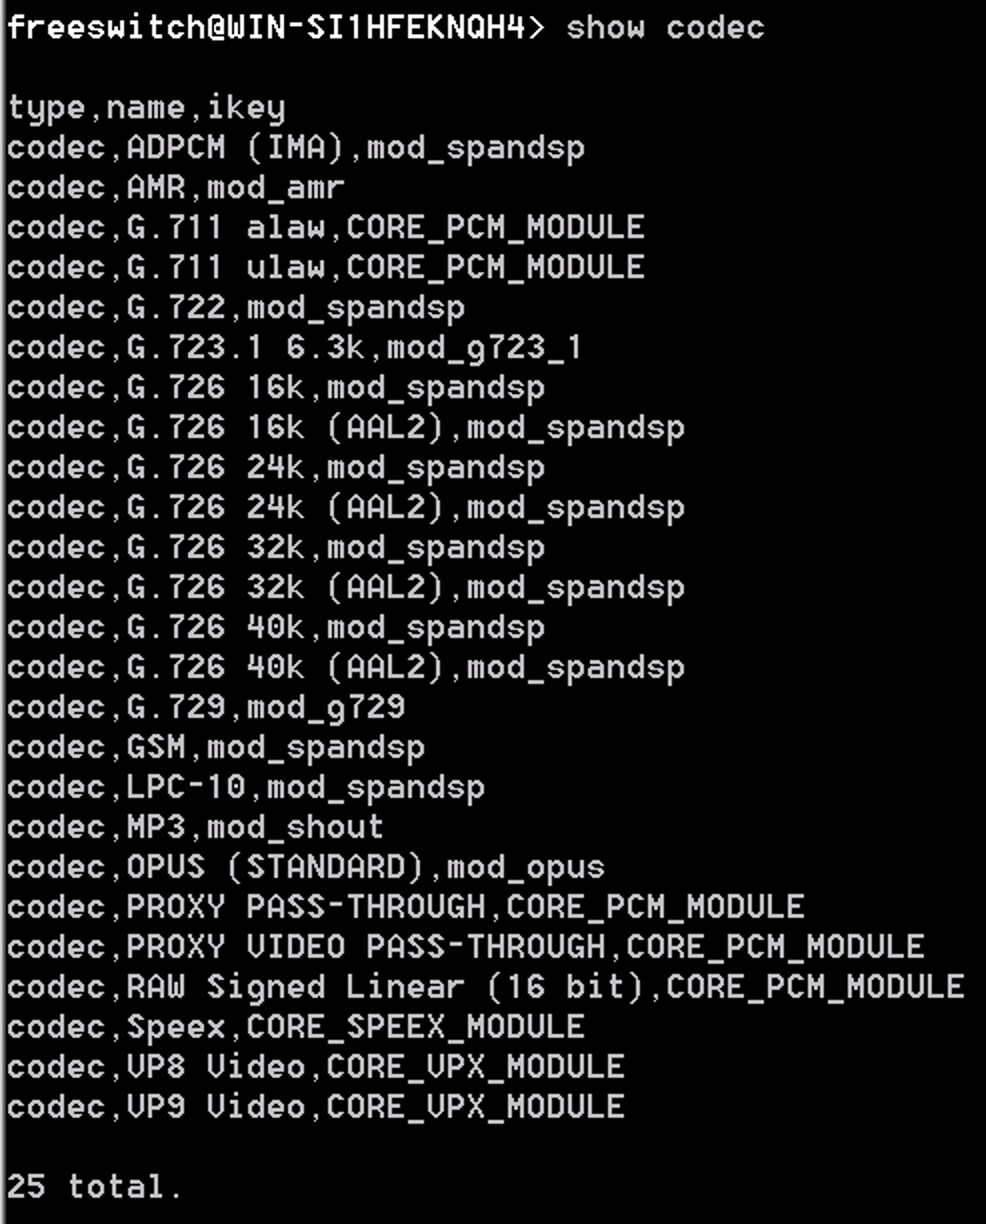 freeswitch@WIN-SI1HFEKNQH4> show codec
type,name,ikey
codec,ADPCM (IMA),mod_spandsp
codec,AMR,mod_amr
codec,G.711 alaw,CORE_PCM_MODULE
codec,G.711 ulaw,CORE_PCM_MODULE
codec,G.722,mod_spandsp
codec,G.723.1 6.3k,mod_g723_1
codec,G.726 16k,mod_spandsp
codec,G.726 16k (AAL2),mod_spandsp
codec,G.726 24k,mod_spandsp
codec,G.726 24k (AAL2),mod_spandsp
codec,G.726 32k,mod_spandsp
codec,G.726 32k (AAL2),mod_spandsp
codec,G.726 40k,mod_spandsp
codec,G.726 40k (AAL2),mod_spandsp
codec,G.729,mod_g729
codec,GSM,mod_spandsp
codec,LPC-10,mod_spandsp
codec,MP3,mod_shout
codec,OPUS (STANDARD),mod_opus
codec,PROXY PASS-THROUGH,CORE_PCM_MODULE
codec,PROXY VIDEO PASS-THROUGH,CORE_PCM_MODULE
codec,RAW Signed Linear (16 bit),CORE_PCM_MODULE
codec,Speex,CORE_SPEEX_MODULE
codec,VP8 Video,CORE_VPX_MODULE
codec,VP9 Video,CORE_VPX_MODULE
25 total.